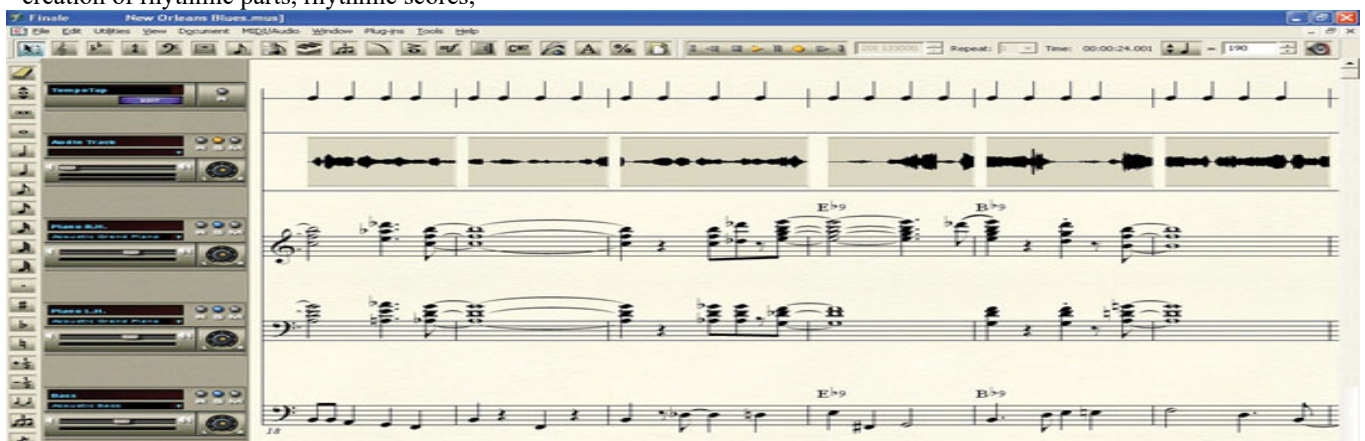 creation of rhythmic parts, rhythmic scores;
Finale New Orleans Blues.mus]
File Edit Utilities View Document MIDI/Audio Window Plug-ins Tools Help
Repeat: 1 Time: 00:00:24.001 = 190
TempoTap
EDIT
Audio Track
E♭9 B♭9
Piano R.H.
Acoustic Grand Piano
Piano L.H.
Acoustic Grand Piano
E♭9 B♭9
Bass
Acoustic Bass
18